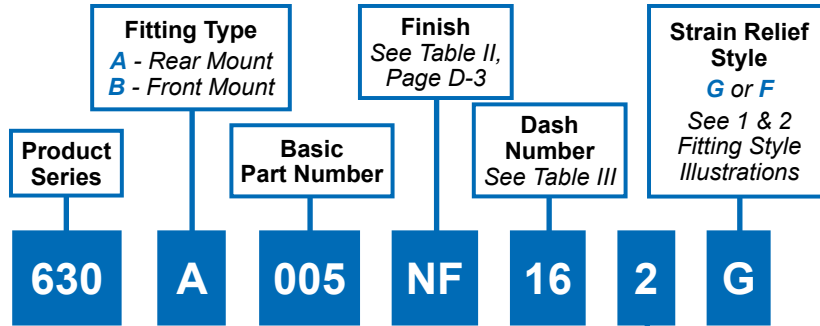 Fitting Type
A - Rear Mount
B - Front Mount
Finish
See Table II,
Page D-3
Strain Relief
Style
G or F
See 1 & 2
Fitting Style
Illustrations
Product
Series
Basic
Part Number
Dash
Number
See Table III
630 A 005 NF 16 2 G